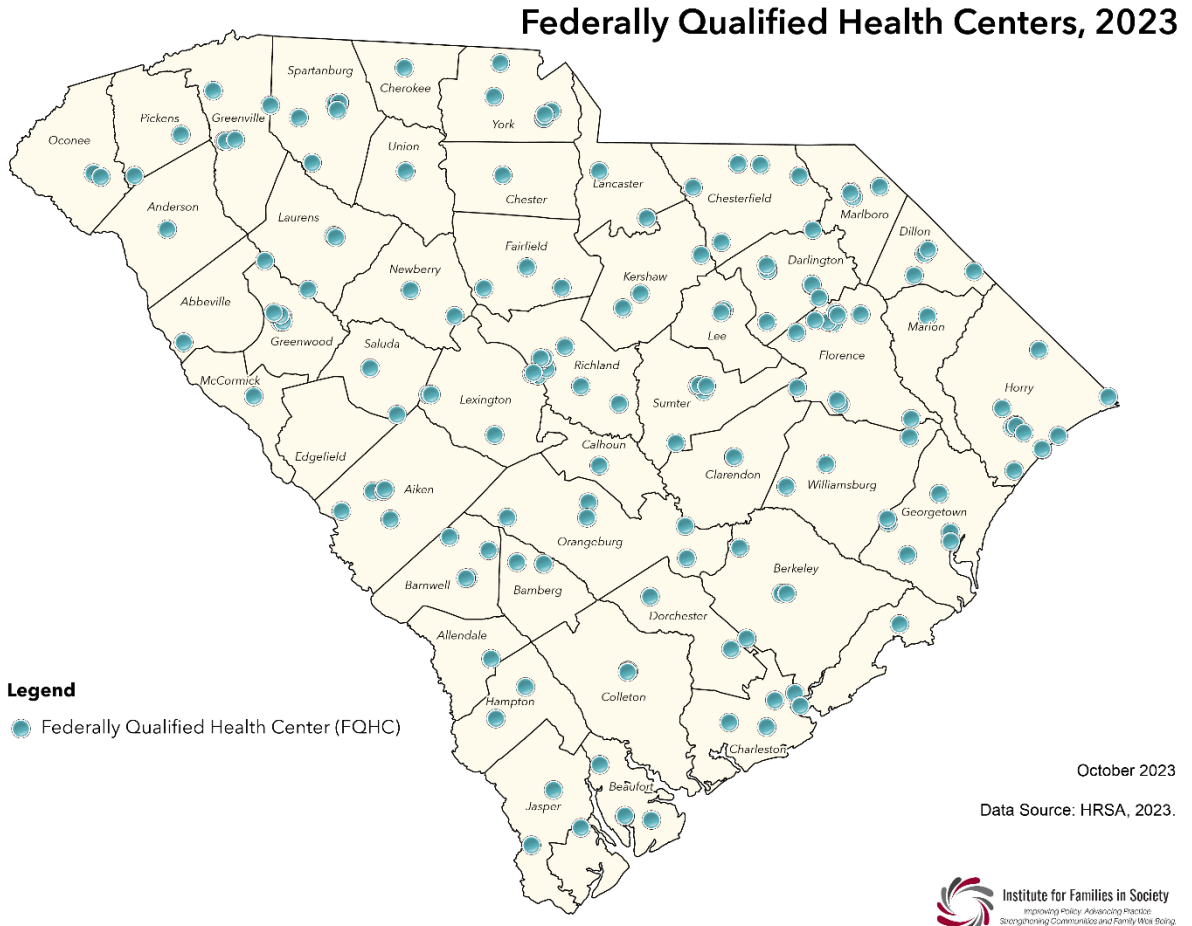 Federally Qualified Health Centers, 2023
Spartanburg
Cherokee
York
Pickens
Greenville
Oconee
Union
Lancaster
Chester
Chesterfield
Marlboro
Anderson
Laurens
Dillon
Fairfield
Darlington
Newberry
Kershaw
Abbeville
Marion
Lee
Greenwood
Saluda
Florence
Richland
McCormick
Lexington
Sumter
Horry
Calhoun
Edgefield
Clarendon
Williamsburg
Aiken
Georgetown
Orangeburg
Berkeley
Barnwell
Bamberg
Dorchester
Allendale
Colleton
Hampton
Charleston
Beaufort
Jasper
Legend
Federally Qualified Health Center (FQHC)
October 2023
Data Source: HRSA, 2023.
Institute for Families in Society
Improving Policy. Advancing Practice.
Strengthening Communities and Family Well Being.